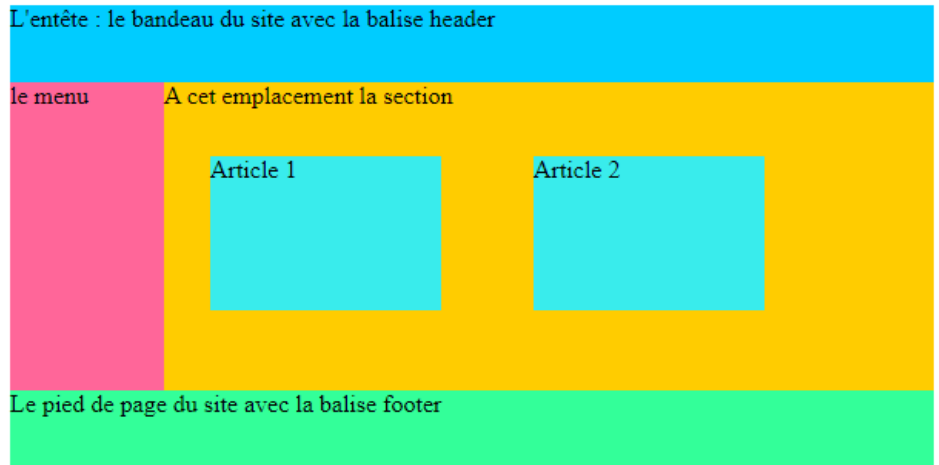 L'entête : le bandeau du site avec la balise header
le menu
A cet emplacement la section
Article 1
Article 2
Le pied de page du site avec la balise footer